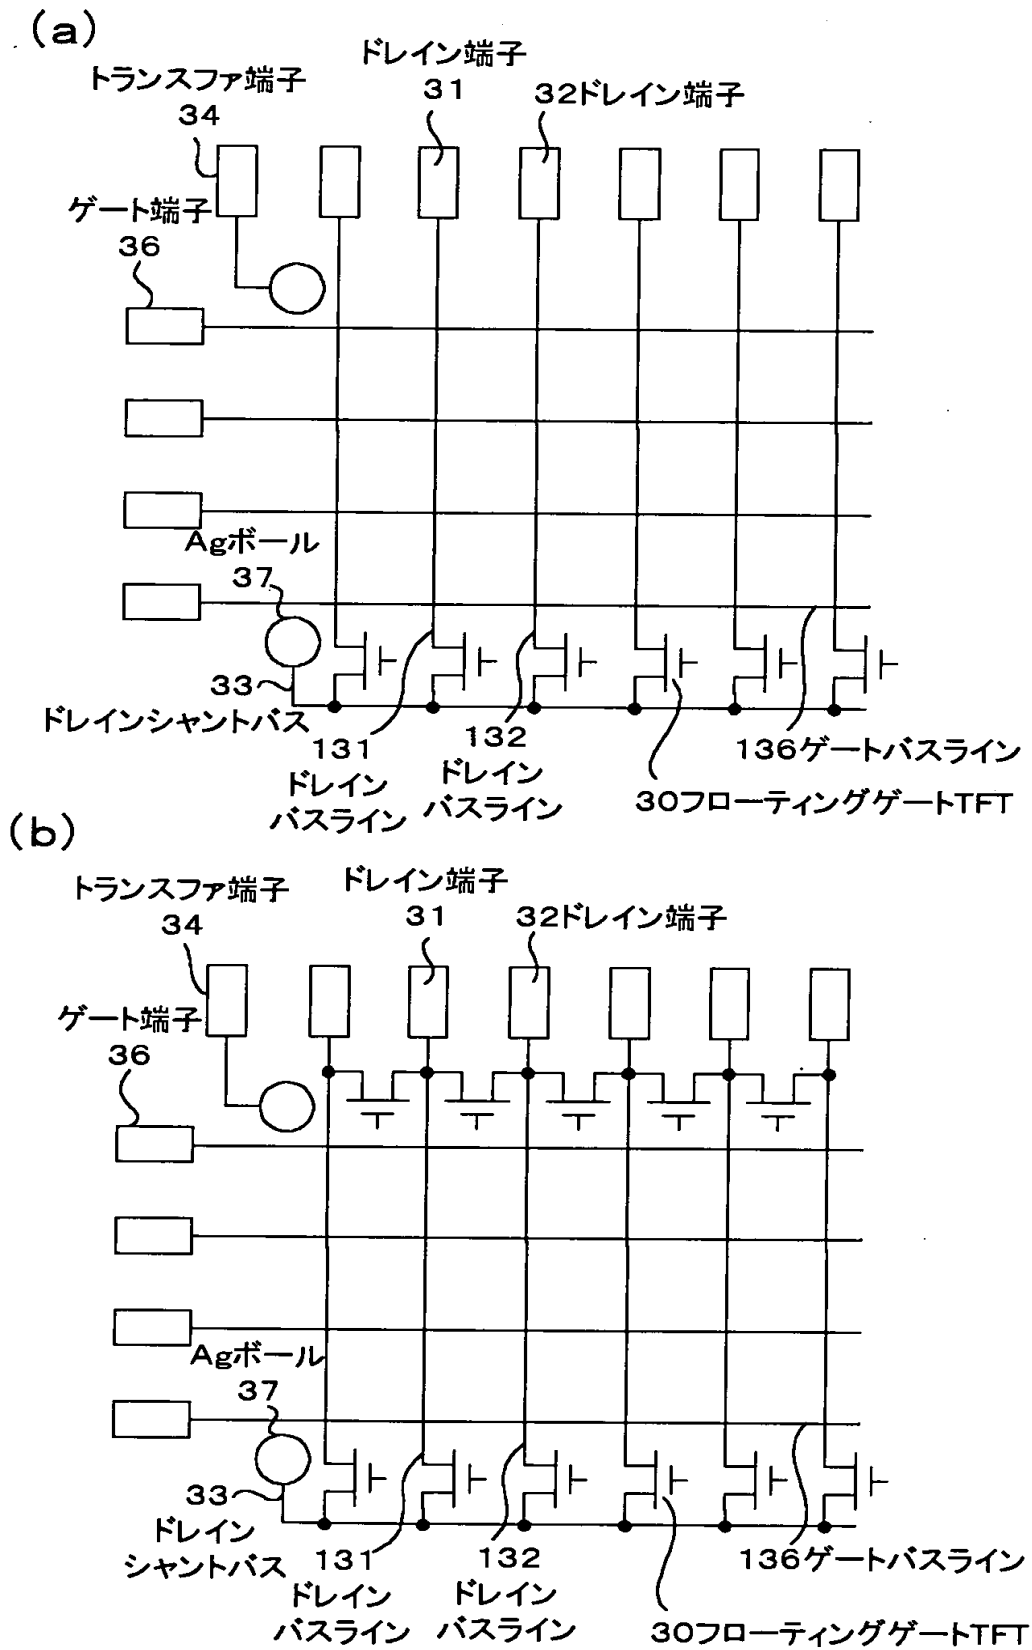 (a)
ドレイン端子
31
トランスファ端子
34
32ドレイン端子
ゲート端子
36
Agボール
37
33
ドレインシャントバス
131
ドレイン
バスライン
132
ドレイン
バスライン
136ゲートバスライン
30フローティングゲートTFT
(b)
ドレイン端子
31
トランスファ端子
34
32ドレイン端子
ゲート端子
36
Agボール
37
33
ドレイン
シャントバス
131
ドレイン
バスライン
132
ドレイン
バスライン
136ゲートバスライン
30フローティングゲートTFT